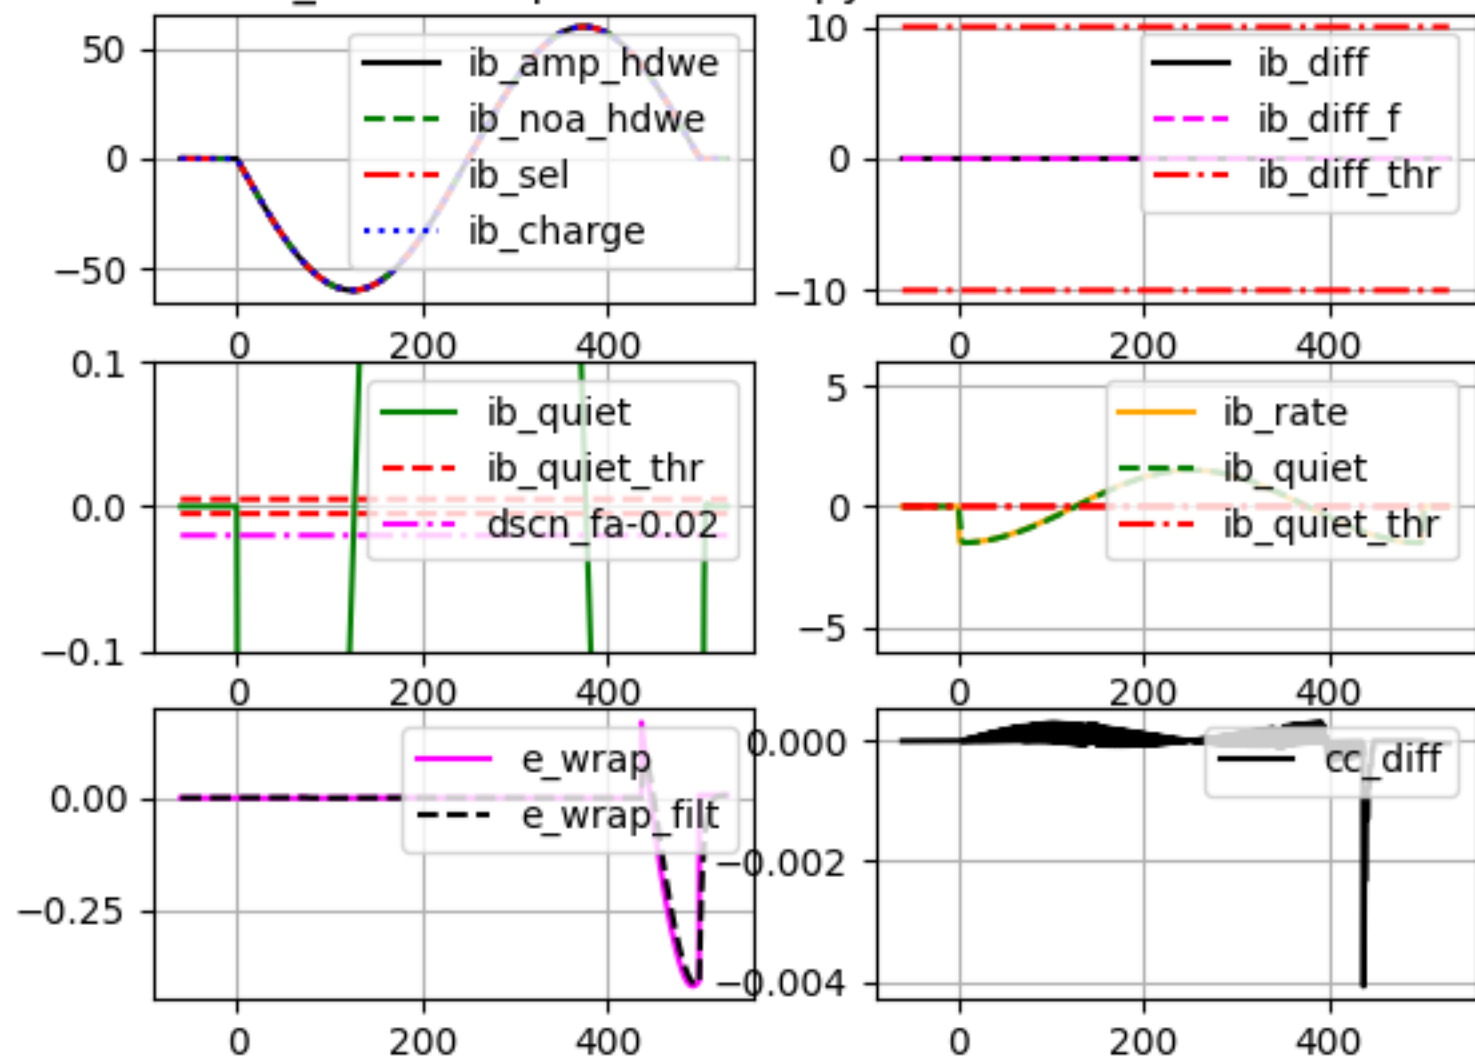 50
0
−50
ib_amp_hdwe
ib_noa_hdwe
ib_sel
ib_charge
0
200
400
10
0
−10
ib_diff
ib_diff_f
ib_diff_thr
0
200
400
0.1
0.0
−0.1
ib_quiet
ib_quiet_thr
dscn_fa-0.02
0
200
400
5
0
−5
ib_rate
ib_quiet
ib_quiet_thr
0
200
400
0.00
−0.25
e_wrap
e_wrap_filt
0
200
400
0.000
−0.002
−0.004
cc_diff
0
200
400